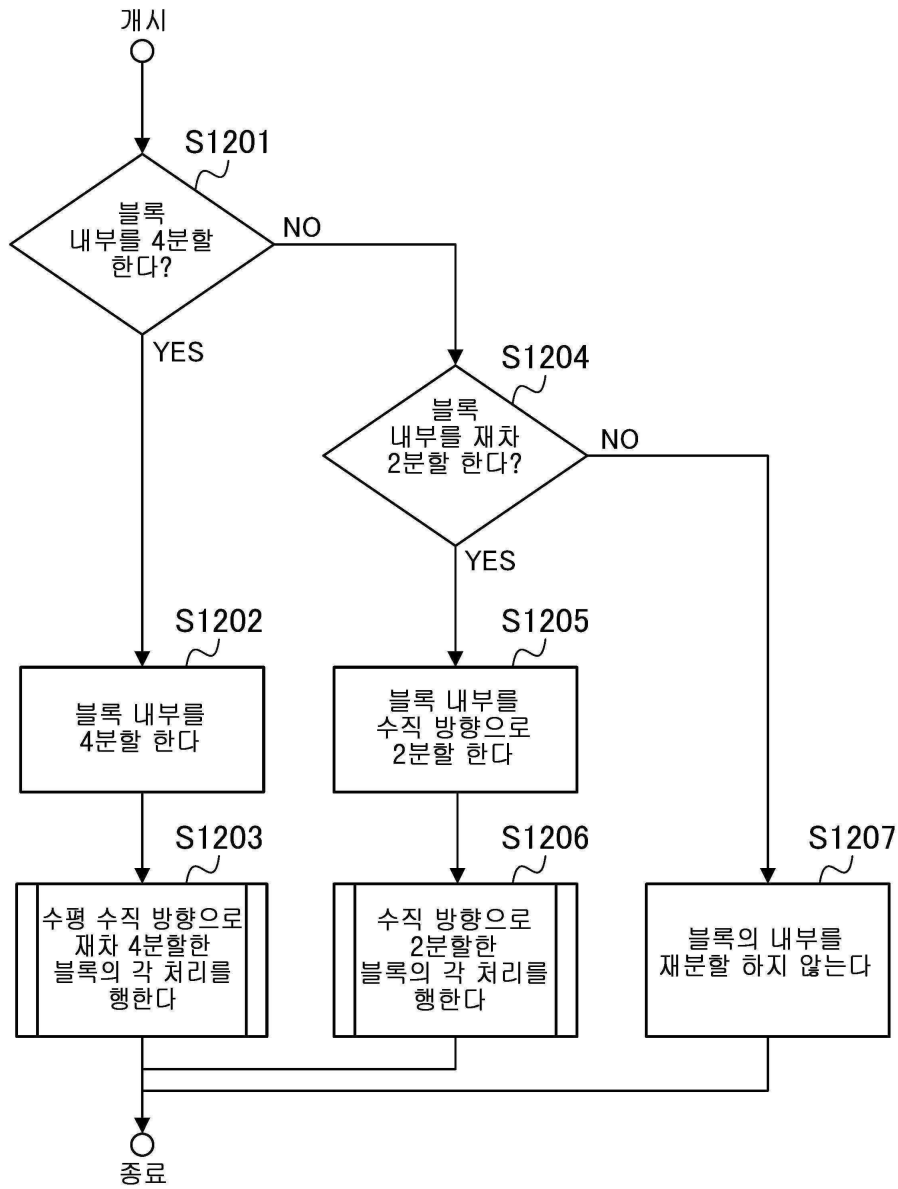 개시
S1201
블록
내부를 4분할
한다?
NO
YES
S1204
블록
내부를 재차
2분할 한다?
NO
YES
S1202
블록 내부를
4분할 한다
S1205
블록 내부를
수직 방향으로
2분할 한다
S1203
수평 수직 방향으로
재차 4분할한
블록의 각 처리를
행한다
S1206
수직 방향으로
2분할한
블록의 각 처리를
행한다
S1207
블록의 내부를
재분할 하지 않는다
종료